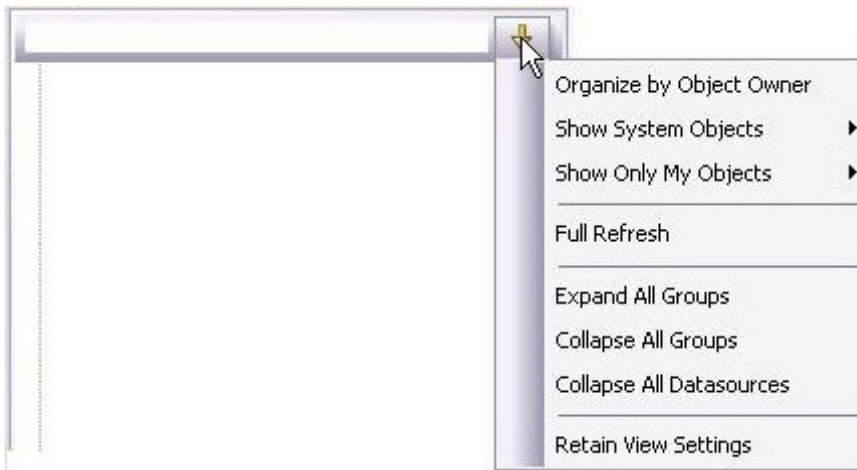 Organize by Object Owner
Show System Objects
Show Only My Objects
Full Refresh
Expand All Groups
Collapse All Groups
Collapse All Datasources
Retain View Settings